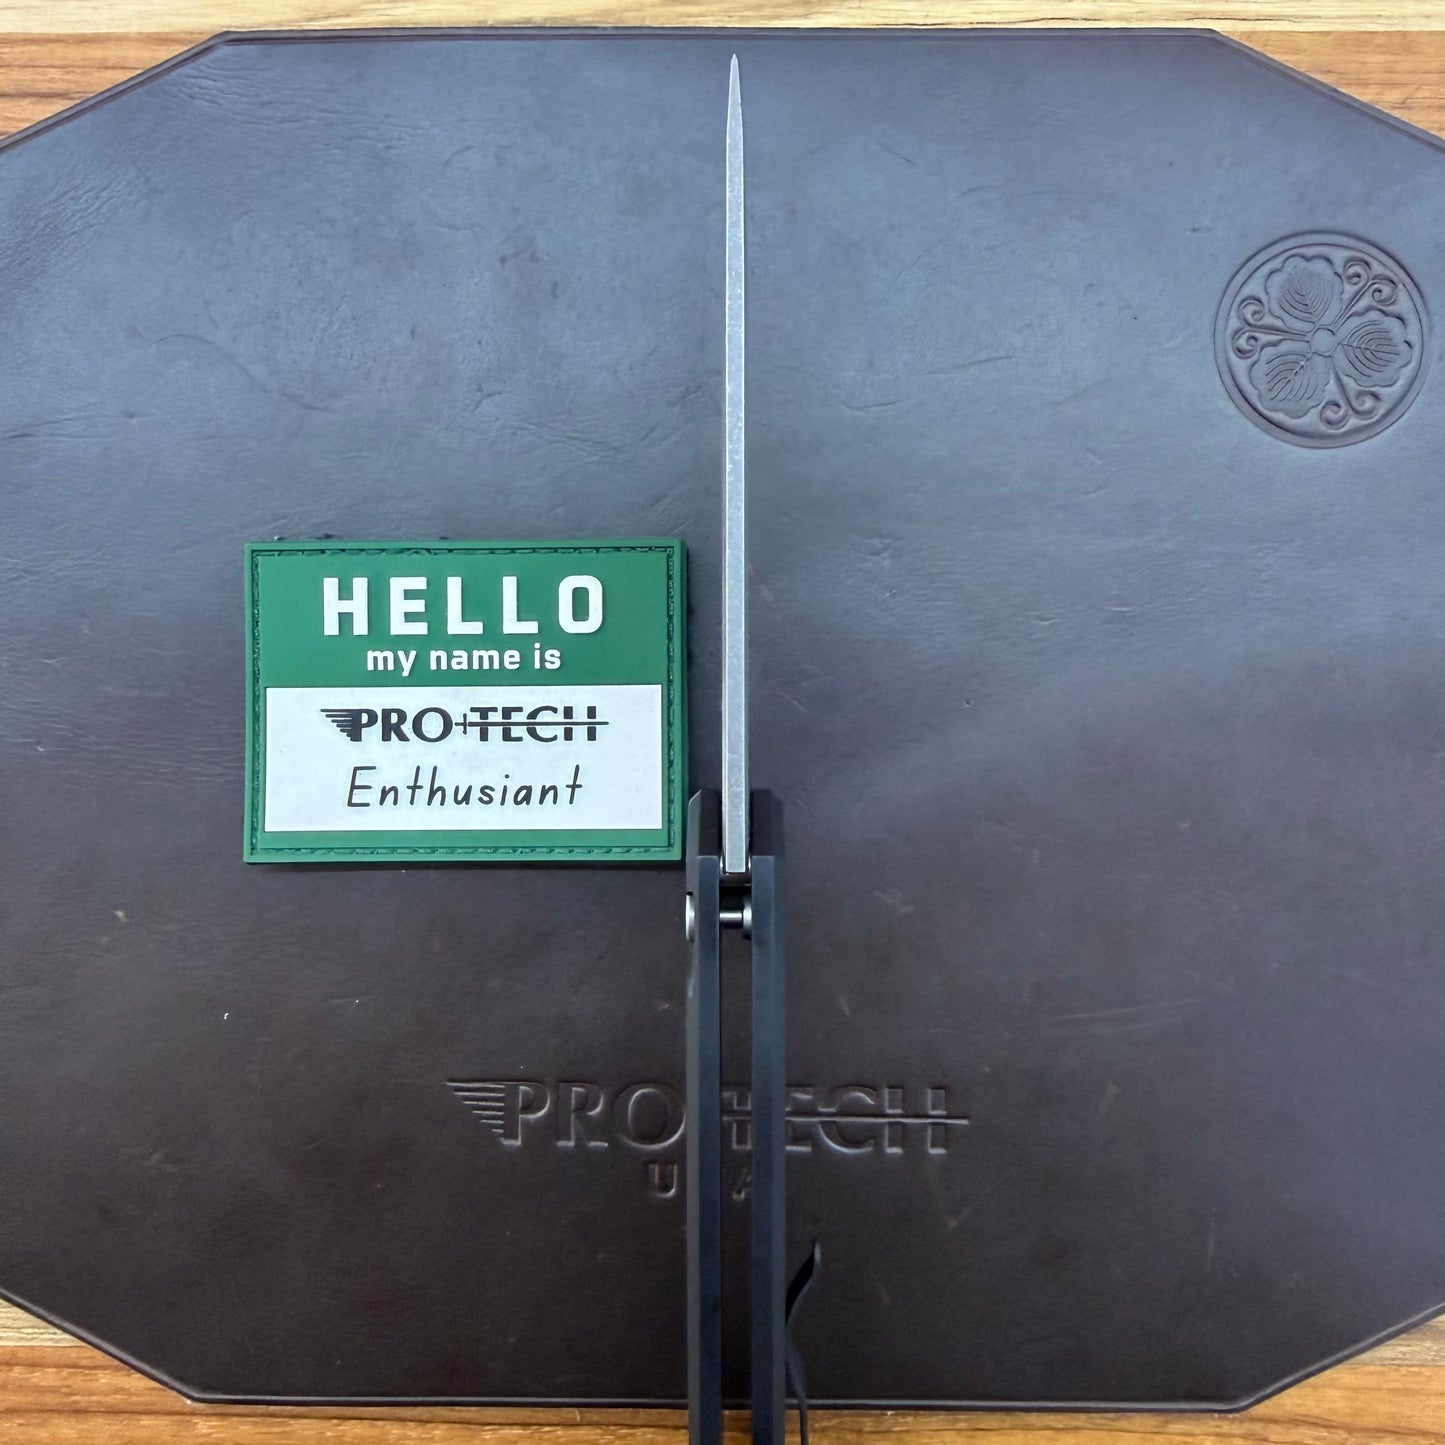 HELLO
my name is
PRO-TECH
Enthusiant
PRO-TECH
U A